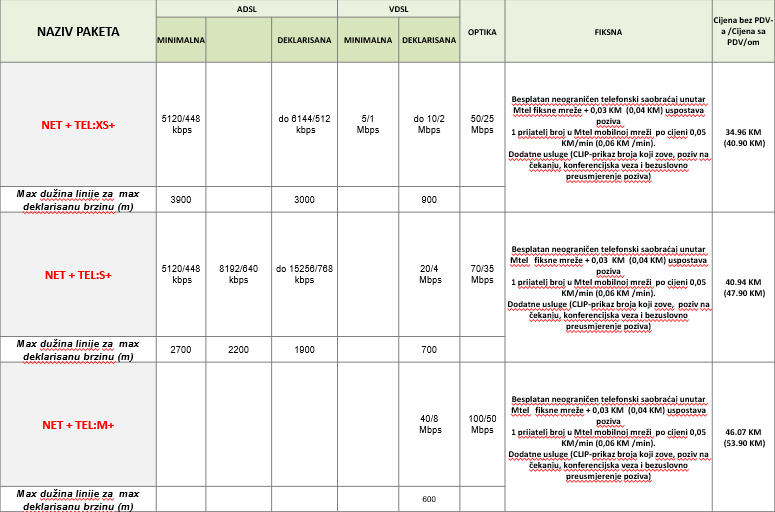 NAZIV PAKETA
ADSL
VDSL
OPTIKA
FIKSNA
Cijena bez PDV-
a /Cijena sa
PDV/om
MINIMALNA
DEKLARISANA
MINIMALNA
DEKLARISANA
NET + TEL:XS+
5120/448
kbps
do 6144/512
kbps
5/1
Mbps
do 10/2
Mbps
50/25
Mbps
Besplatan neograničen telefonski saobraćaj unutar
Mtel fiksne mreže + 0,03 KM (0,04 KM) uspostava
poziva
1 prijatelj broj u Mtel mobilnoj mreži po cijeni 0,05
KM/min (0,06 KM /min).
Dodatne usluge (CLIP-prikaz broja koji zove, poziv na
čekanju, konferencijska veza i bezuslovno
preusmjerenje poziva)
34.96 KM
(40.90 KM)
Max dužina linije za max
deklarisanu brzinu (m)
3900
3000
900
NET + TEL:S+
5120/448
kbps
8192/640
kbps
do 15256/768
kbps
20/4
Mbps
70/35
Mbps
Besplatan neograničen telefonski saobraćaj unutar
Mtel fiksne mreže + 0,03 KM (0,04 KM) uspostava
poziva
1 prijatelj broj u Mtel mobilnoj mreži po cijeni 0,05
KM/min (0,06 KM /min).
Dodatne usluge (CLIP-prikaz broja koji zove, poziv na
čekanju, konferencijska veza i bezuslovno
preusmjerenje poziva)
40.94 KM
(47.90 KM)
Max dužina linije za max
deklarisanu brzinu (m)
2700
2200
1900
700
NET + TEL:M+
40/8
Mbps
100/50
Mbps
Besplatan neograničen telefonski saobraćaj unutar
Mtel fiksne mreže + 0,03 KM (0,04 KM) uspostava
poziva
1 prijatelj broj u Mtel mobilnoj mreži po cijeni 0,05
KM/min (0,06 KM /min).
Dodatne usluge (CLIP-prikaz broja koji zove, poziv na
čekanju, konferencijska veza i bezuslovno
preusmjerenje poziva)
46.07 KM
(53.90 KM)
Max dužina linije za max
deklarisanu brzinu (m)
600